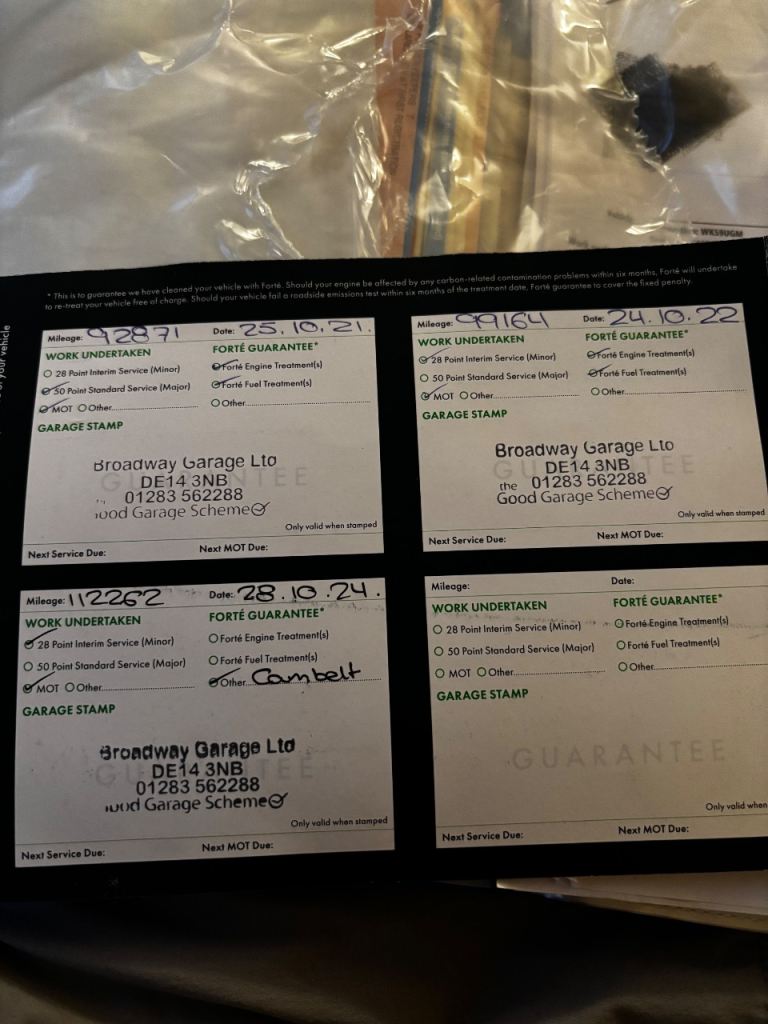 WK59UGM
of your vehicle
* This is to guarantee we have cleaned your vehicle with Forté. Should your engine be affected by any carbon-related contamination problems within six months, Forté will undertake
to re-treat your vehicle free of charge. Should your vehicle fail a roadside emissions test within six months of the treatment date, Forté guarantee to cover the fixed penalty.
Mileage: 92871 Date: 25.10.21.
WORK UNDERTAKEN FORTÉ GUARANTEE*
28 Point Interim Service (Minor) Forté Engine Treatment(s)
50 Point Standard Service (Major) Forté Fuel Treatment(s)
MOT Other Other
GARAGE STAMP
GUARANTEE
Broadway Garage Ltd
DE14 3NB
01283 562288
ood Garage Scheme
Only valid when stamped
Next Service Due: Next MOT Due:
Mileage: 99164 Date: 24.10.22
WORK UNDERTAKEN FORTÉ GUARANTEE*
28 Point Interim Service (Minor) Forté Engine Treatment(s)
50 Point Standard Service (Major) Forté Fuel Treatment(s)
MOT Other Other
GARAGE STAMP
GUARANTEE
Broadway Garage Ltd
DE14 3NB
the 01283 562288
Good Garage Scheme
Only valid when stamped
Next Service Due: Next MOT Due:
Mileage: 112262 Date: 28.10.24.
WORK UNDERTAKEN FORTÉ GUARANTEE*
28 Point Interim Service (Minor) Forté Engine Treatment(s)
50 Point Standard Service (Major) Forté Fuel Treatment(s)
MOT Other Other Cambelt
GARAGE STAMP
GUARANTEE
Broadway Garage Ltd
DE14 3NB
01283 562288
ood Garage Scheme
Only valid when stamped
Next Service Due: Next MOT Due:
Mileage: Date:
WORK UNDERTAKEN FORTÉ GUARANTEE*
28 Point Interim Service (Minor) Forté Engine Treatment(s)
50 Point Standard Service (Major) Forté Fuel Treatment(s)
MOT Other Other
GARAGE STAMP
GUARANTEE
Only valid when
Next Service Due: Next MOT Due: